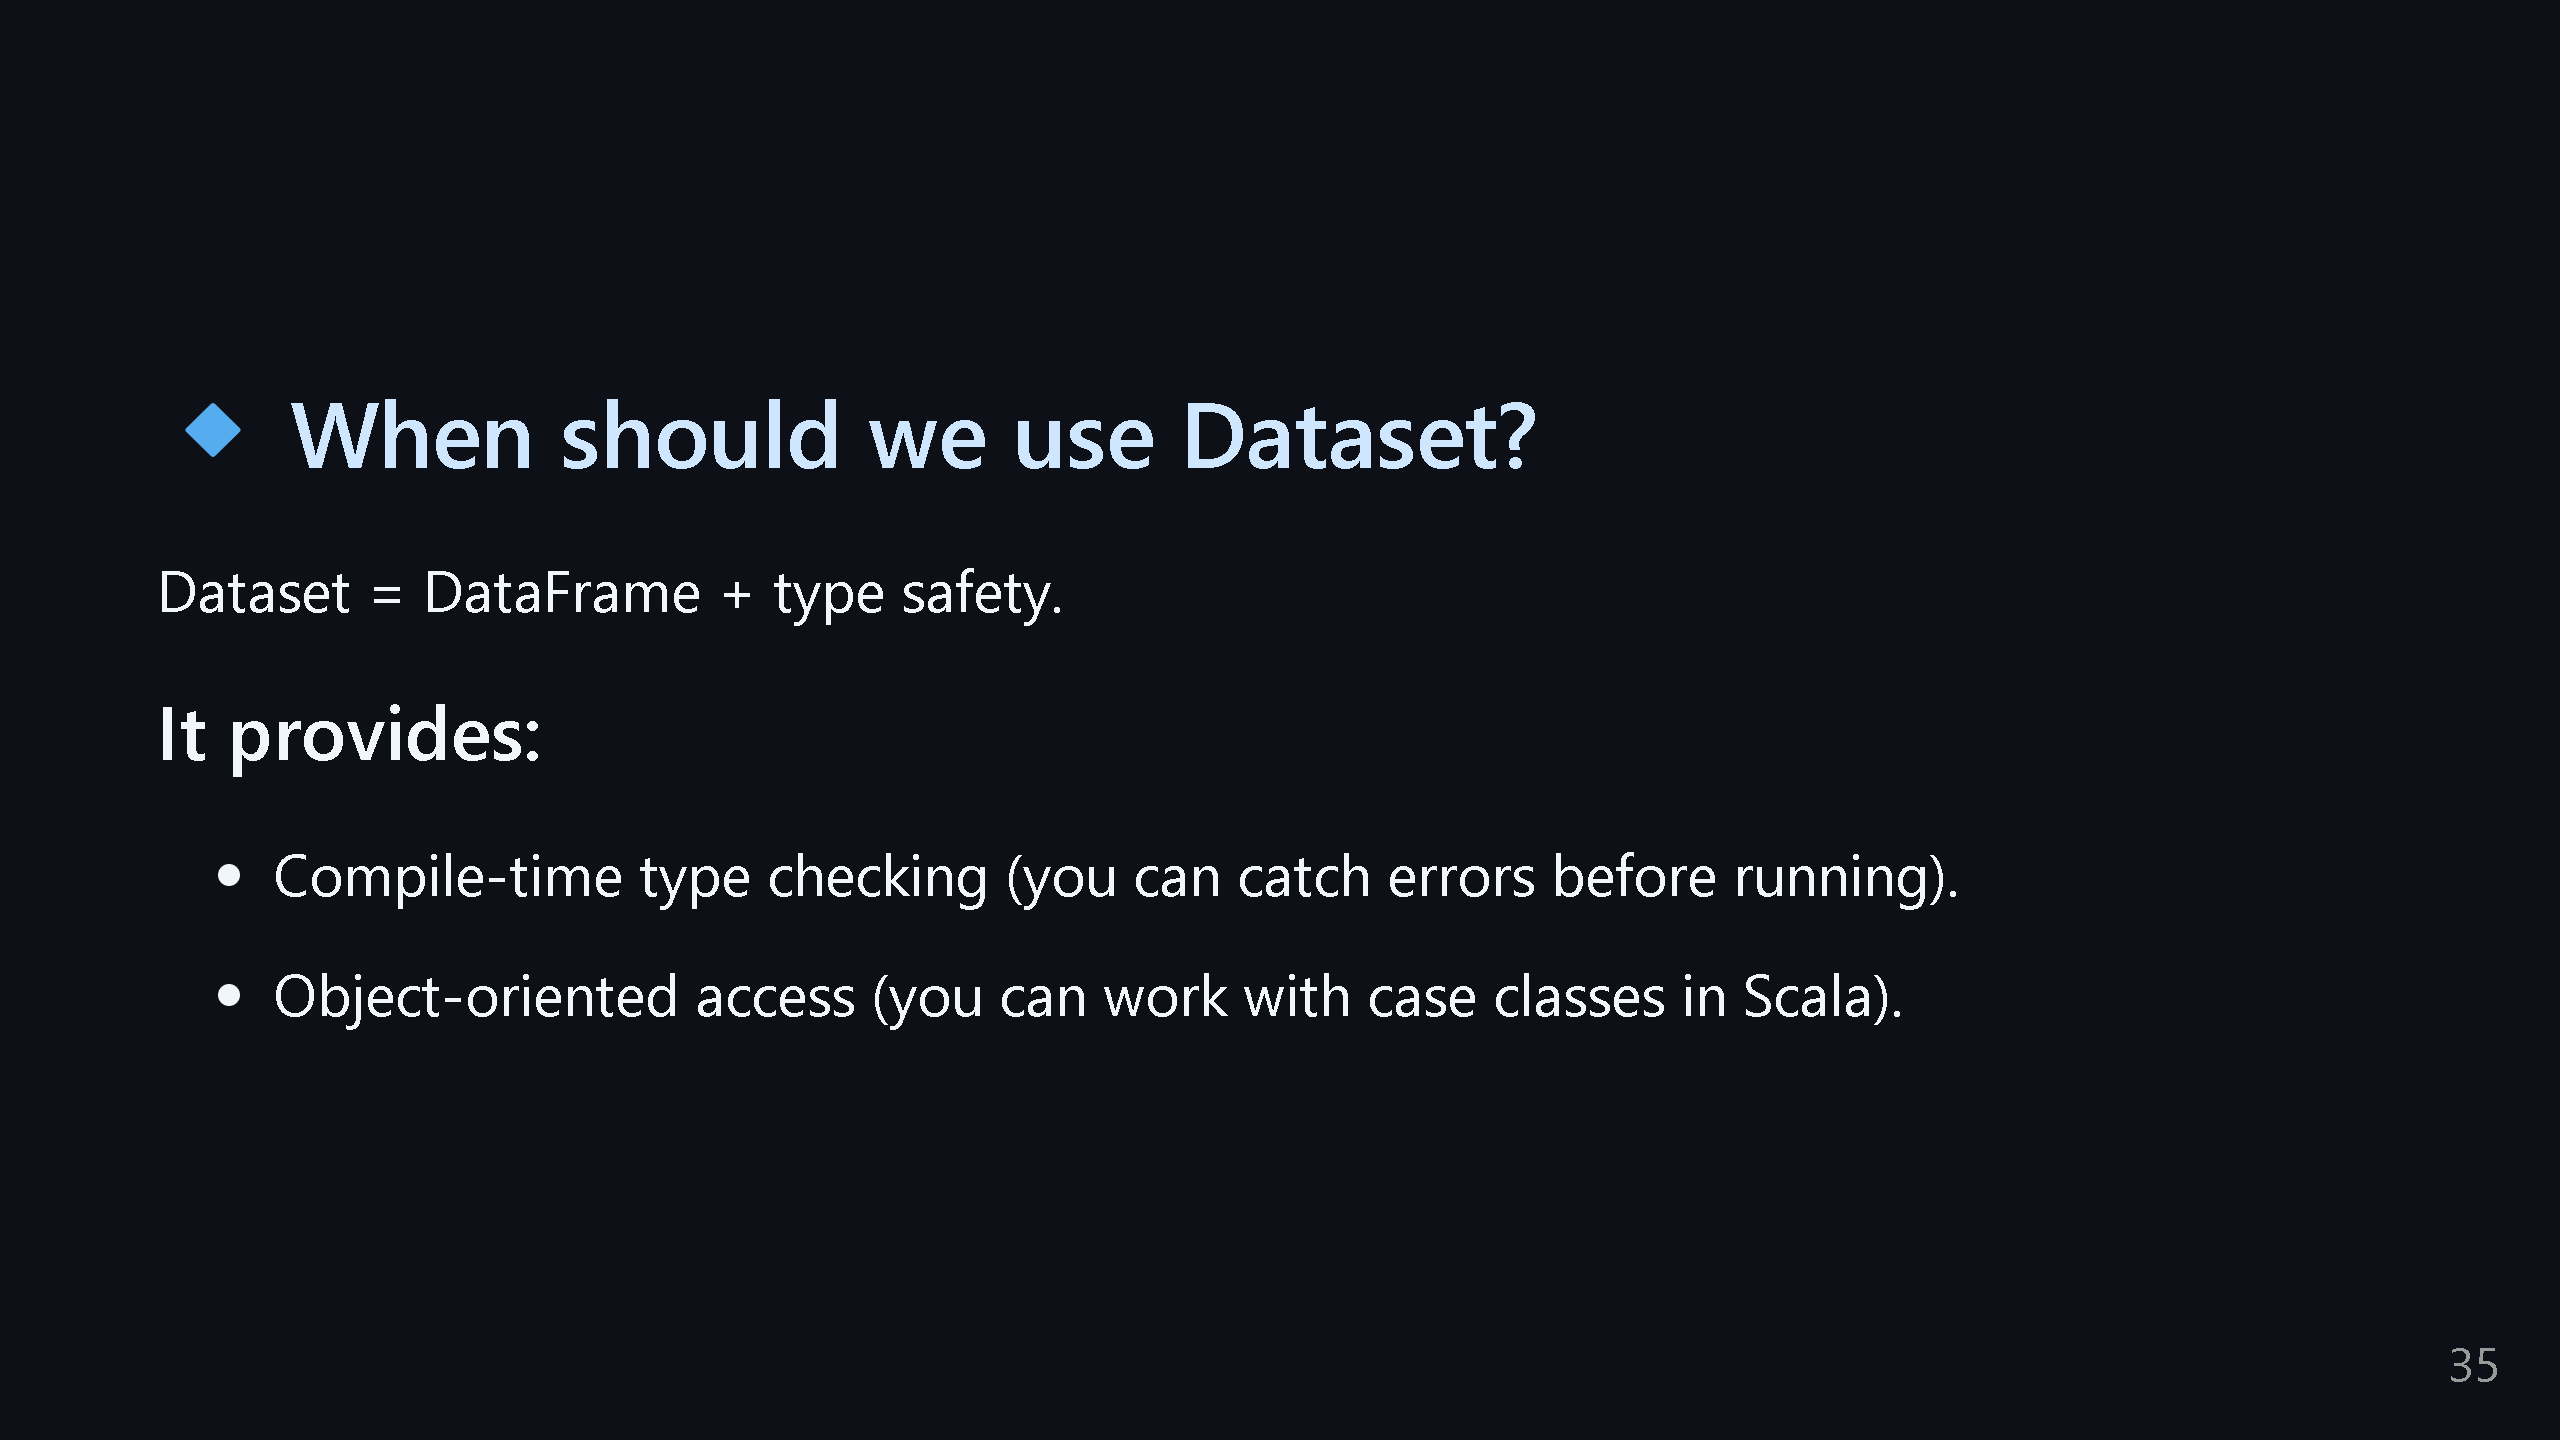 When should we use Dataset?
Dataset = DataFrame + type safety.
It provides:
• Compile-time type checking (you can catch errors before running).
• Object-oriented access (you can work with case classes in Scala).
35